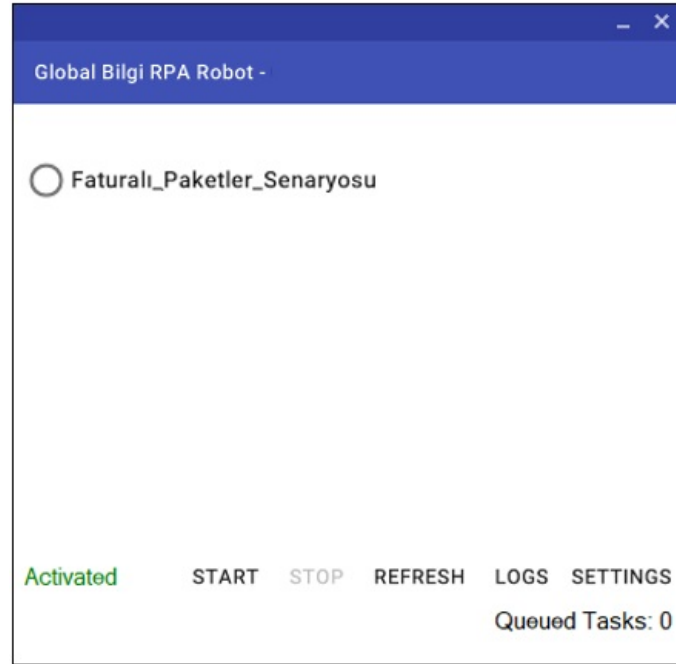 Global Bilgi RPA Robot -
Faturalı_Paketler_Senaryosu
Activated START STOP REFRESH LOGS SETTINGS
Queued Tasks: 0